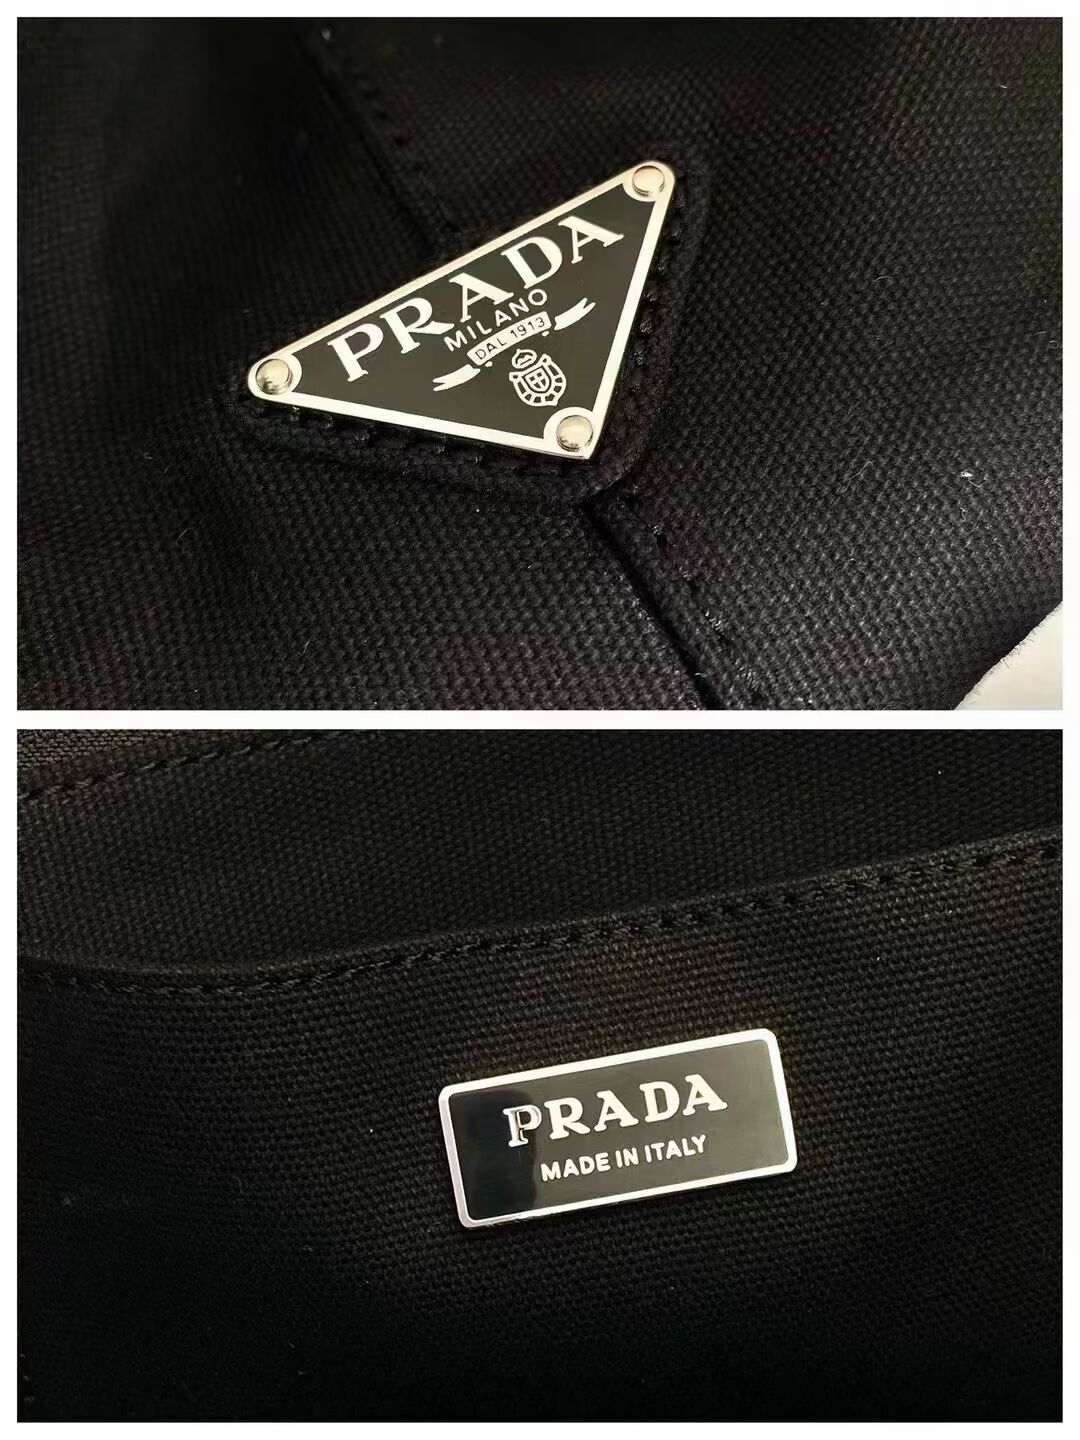 PRADA
MILANO
DAL 1913
PRADA
MADE IN ITALY